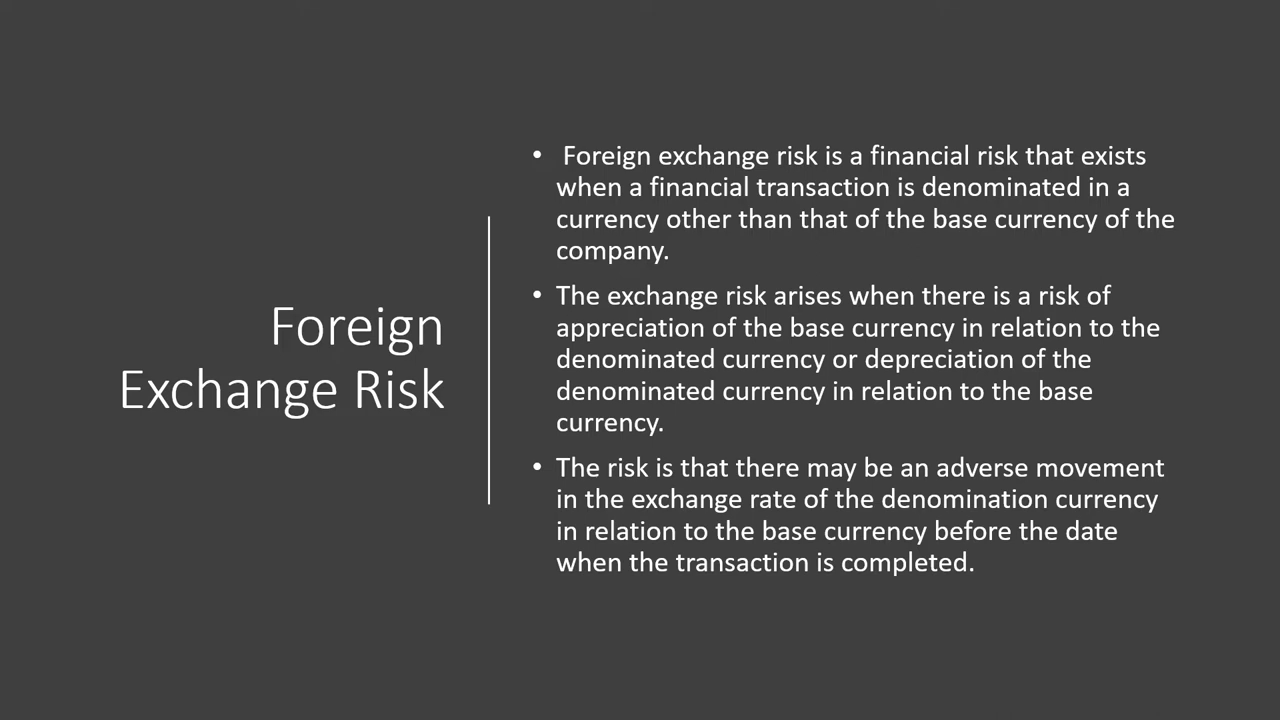 Foreign
Exchange Risk
• Foreign exchange risk is a financial risk that exists
when a financial transaction is denominated in a
currency other than that of the base currency of the
company.
• The exchange risk arises when there is a risk of
appreciation of the base currency in relation to the
denominated currency or depreciation of the
denominated currency in relation to the base
currency.
• The risk is that there may be an adverse movement
in the exchange rate of the denomination currency
in relation to the base currency before the date
when the transaction is completed.